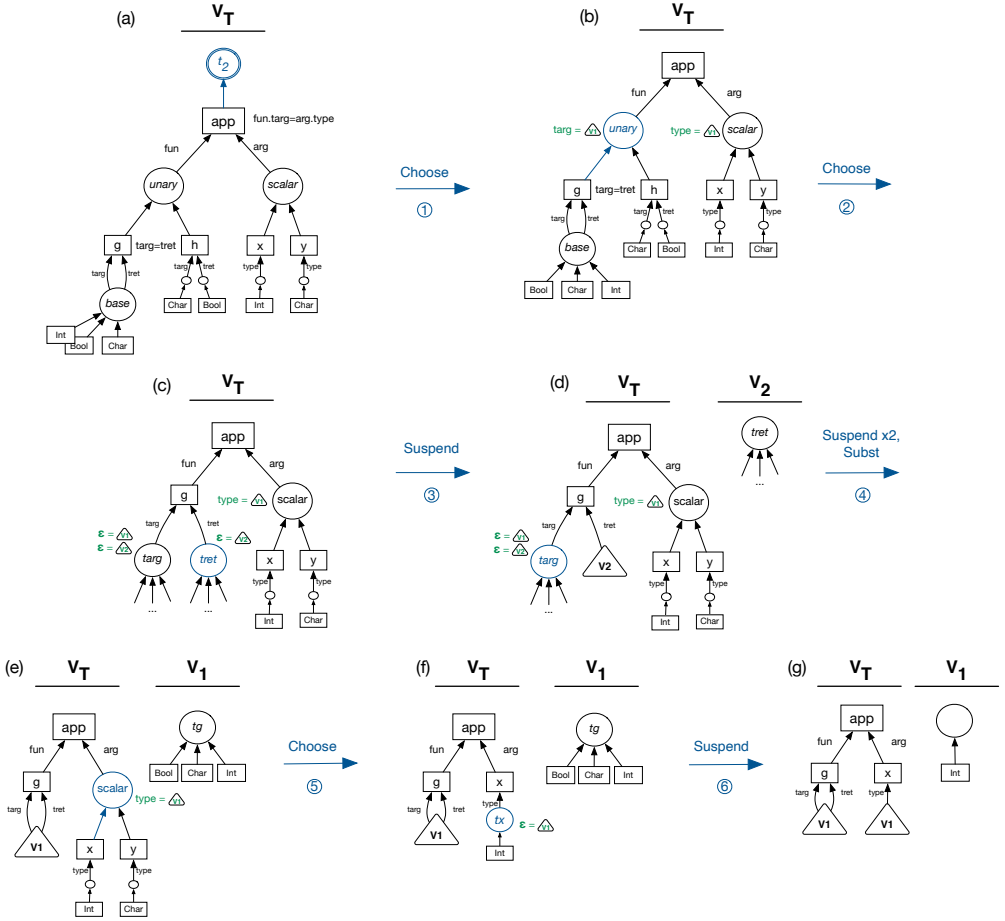 (a)
V_T
t_2
app
fun.targ=arg.type
fun
arg
unary
scalar
g
targ=tret
h
x
y
targ
tret
targ
tret
type
type
base
Char
Bool
Int
Char
Int
Bool
Char
Choose
①
(b)
V_T
app
fun
arg
targ = V1
unary
type = V1
scalar
g
targ=tret
h
x
y
targ
tret
targ
tret
type
type
base
Char
Bool
Int
Char
Bool
Char
Int
Choose
②
(c)
V_T
app
fun
arg
g
type = V1
scalar
targ
tret
ε = V1
ε = V2
ε = V2
targ
tret
x
y
type
type
...
...
Int
Char
Suspend
③
(d)
V_T
V_2
app
tret
...
fun
arg
g
type = V1
scalar
targ
tret
ε = V1
ε = V2
targ
V2
x
y
type
type
...
Int
Char
Suspend x2,
Subst
④
(e)
V_T
V_1
app
tg
fun
arg
Bool
Char
Int
g
scalar
type = V1
targ
tret
V1
x
y
type
type
Int
Char
Choose
⑤
(f)
V_T
V_1
app
tg
fun
arg
Bool
Char
Int
g
x
targ
tret
type
V1
tx
ε = V1
Int
Suspend
⑥
(g)
V_T
V_1
app
fun
arg
g
x
Int
targ
tret
type
V1
V1